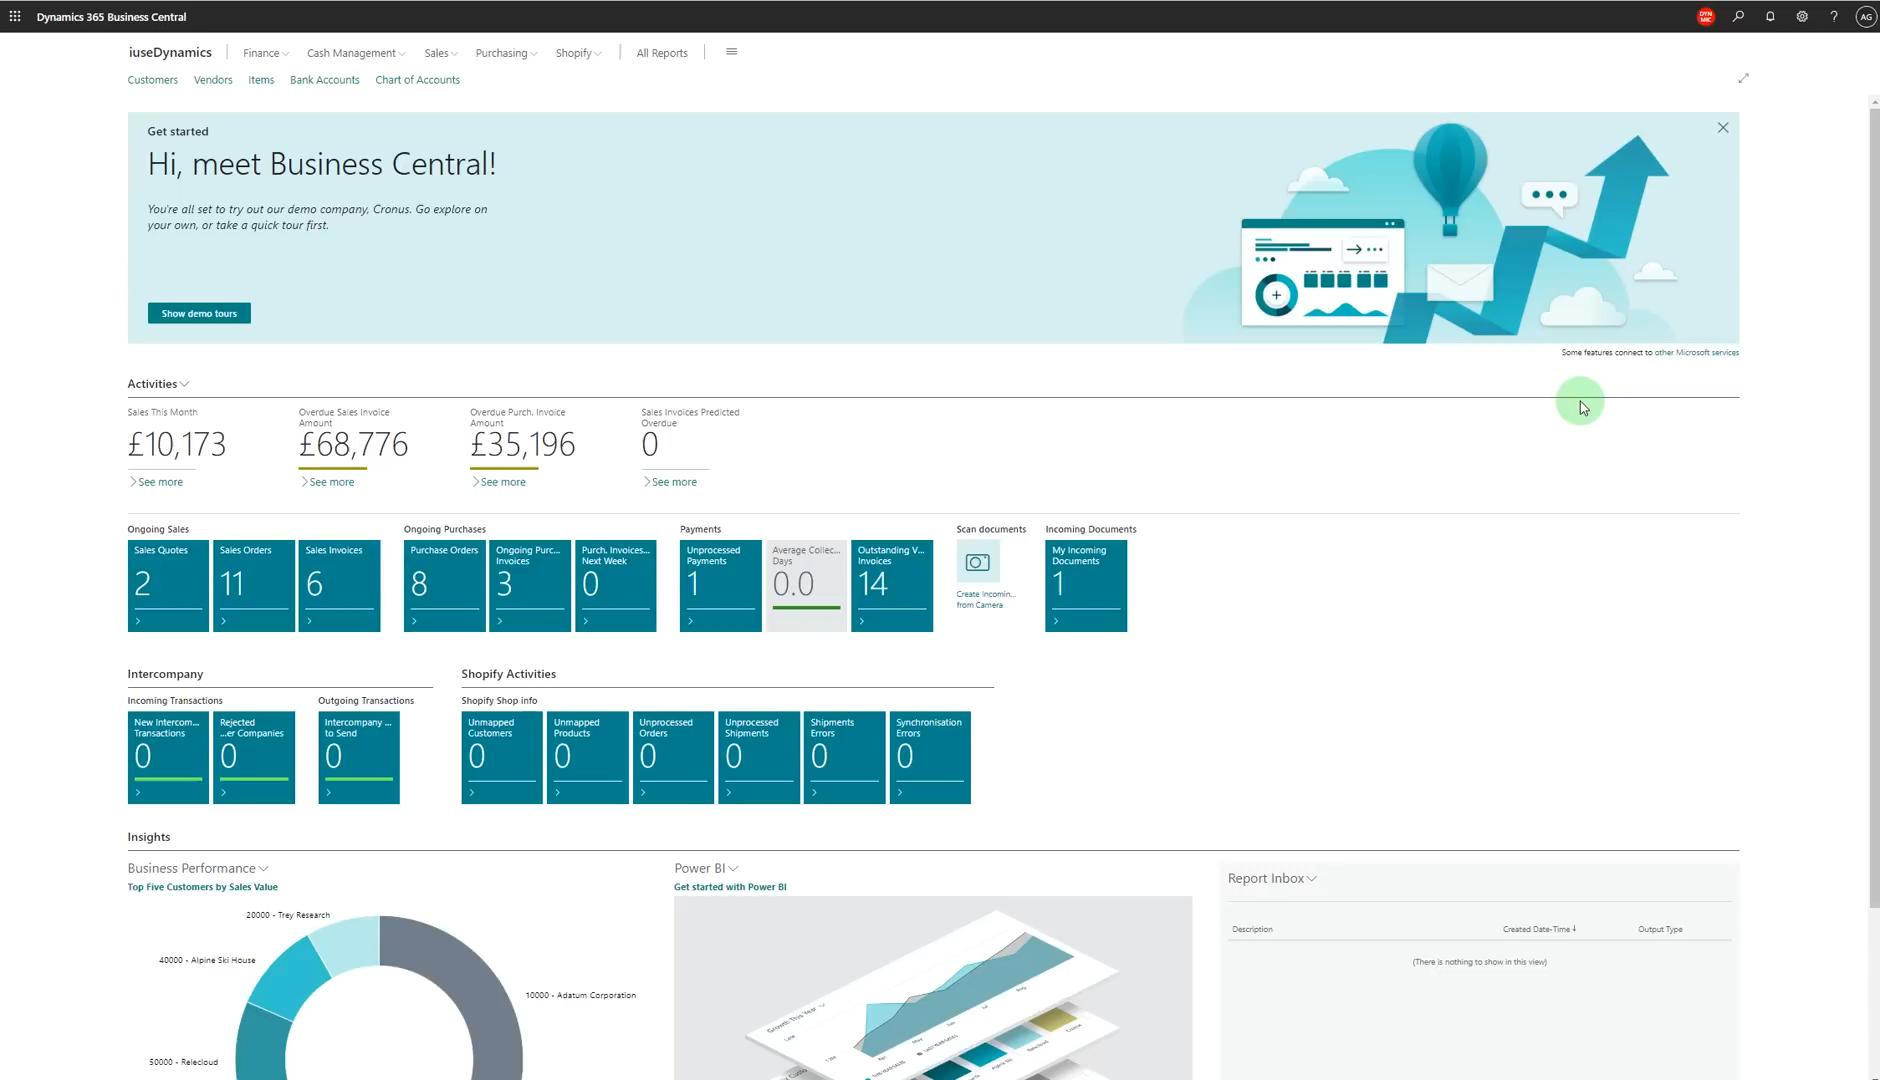 Dynamics 365 Business Central
DYN
MIC
?
AG
iuseDynamics
Finance
Cash Management
Sales
Purchasing
Shopify
All Reports
Customers
Vendors
Items
Bank Accounts
Chart of Accounts
Get started
Hi, meet Business Central!
You're all set to try out our demo company, Cronus. Go explore on
your own, or take a quick tour first.
Show demo tours
Some features connect to other Microsoft services
Activities
Sales This Month
£10,173
See more
Overdue Sales Invoice
Amount
£68,776
See more
Overdue Purch. Invoice
Amount
£35,196
See more
Sales Invoices Predicted
Overdue
0
See more
Ongoing Sales
Sales Quotes
2
Sales Orders
11
Sales Invoices
6
Ongoing Purchases
Purchase Orders
8
Ongoing Purc...
Invoices
3
Purch. Invoices...
Next Week
0
Payments
Unprocessed
Payments
1
Average Collec...
Days
0.0
Outstanding V...
Invoices
14
Scan documents
Create Incomin...
from Camera
Incoming Documents
My Incoming
Documents
1
Intercompany
Incoming Transactions
New Intercom...
Transactions
0
Rejected
...er Companies
0
Outgoing Transactions
Intercompany ...
to Send
0
Shopify Activities
Shopify Shop info
Unmapped
Customers
0
Unmapped
Products
0
Unprocessed
Orders
0
Unprocessed
Shipments
0
Shipments
Errors
0
Synchronisation
Errors
0
Insights
Business Performance
Top Five Customers by Sales Value
20000 - Trey Research
40000 - Alpine Ski House
10000 - Adatum Corporation
50000 - Relecloud
Power BI
Get started with Power BI
Growth This Year
Report Inbox
Description
Created Date-Time
Output Type
(There is nothing to show in this view)